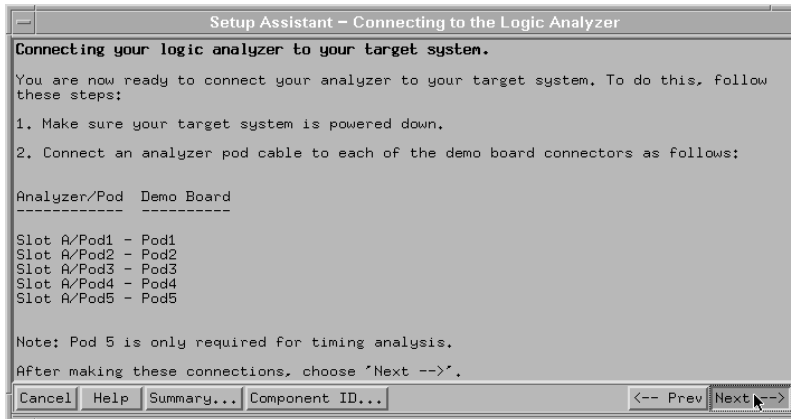 Setup Assistant – Connecting to the Logic Analyzer
Connecting your logic analyzer to your target system.
You are now ready to connect your analyzer to your target system. To do this, follow
these steps:
1. Make sure your target system is powered down.
2. Connect an analyzer pod cable to each of the demo board connectors as follows:
Analyzer/Pod  Demo Board
------------  ----------
Slot A/Pod1 - Pod1
Slot A/Pod2 - Pod2
Slot A/Pod3 - Pod3
Slot A/Pod4 - Pod4
Slot A/Pod5 - Pod5
Note: Pod 5 is only required for timing analysis.
After making these connections, choose 'Next -->'.
Cancel Help Summary... Component ID... <-- Prev Next -->